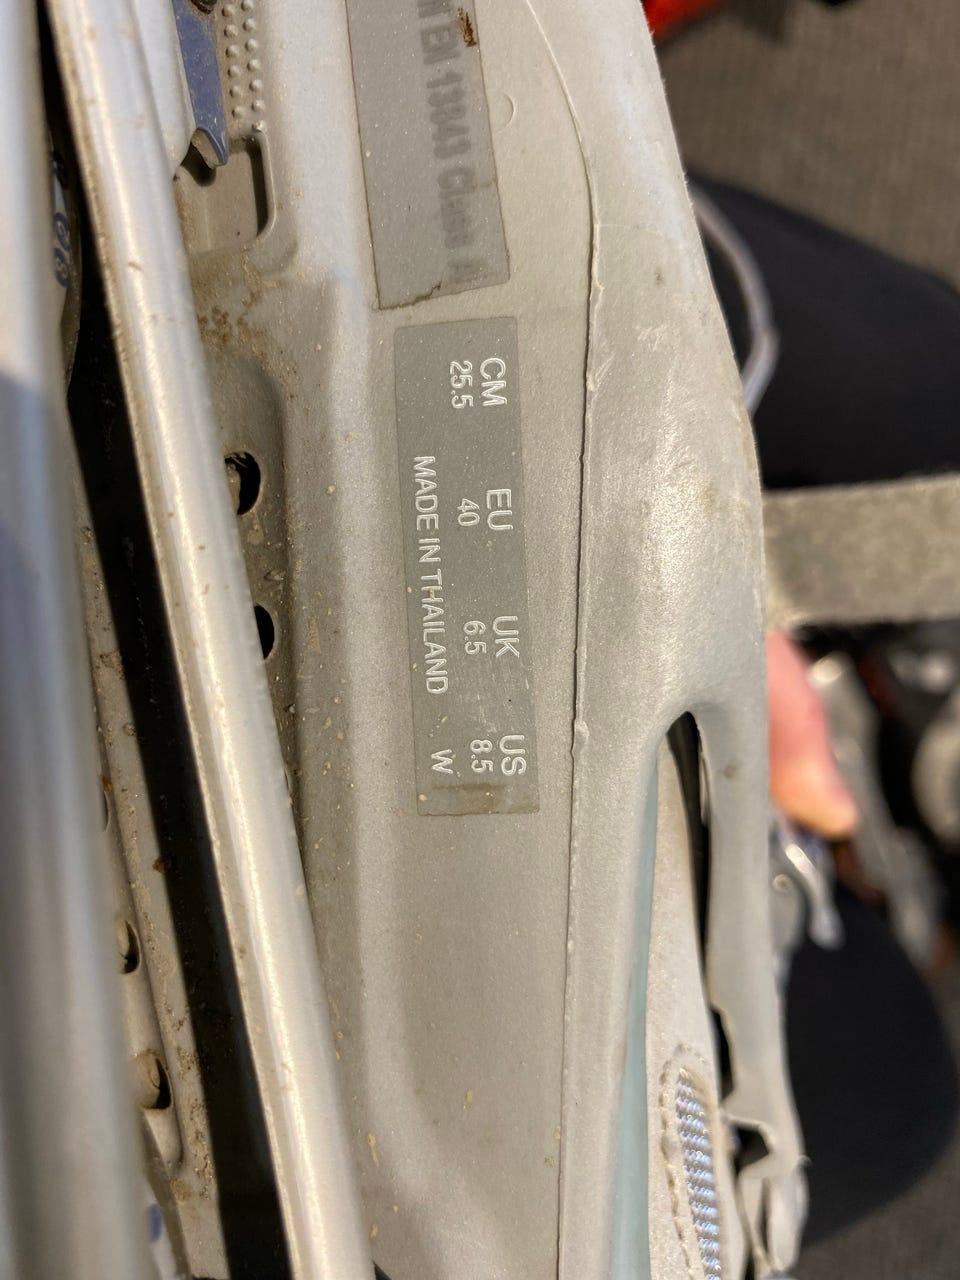 EN 13843 Class A
CM EU UK US
25.5 40 6.5 8.5
MADE IN THAILAND W